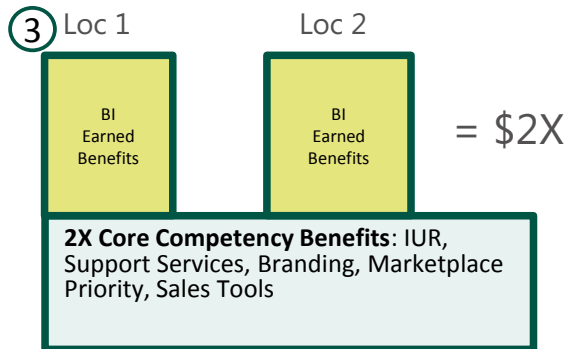 3 Loc 1 Loc 2
BI BI
Earned Earned
Benefits Benefits
= $2X
2X Core Competency Benefits: IUR,
Support Services, Branding, Marketplace
Priority, Sales Tools